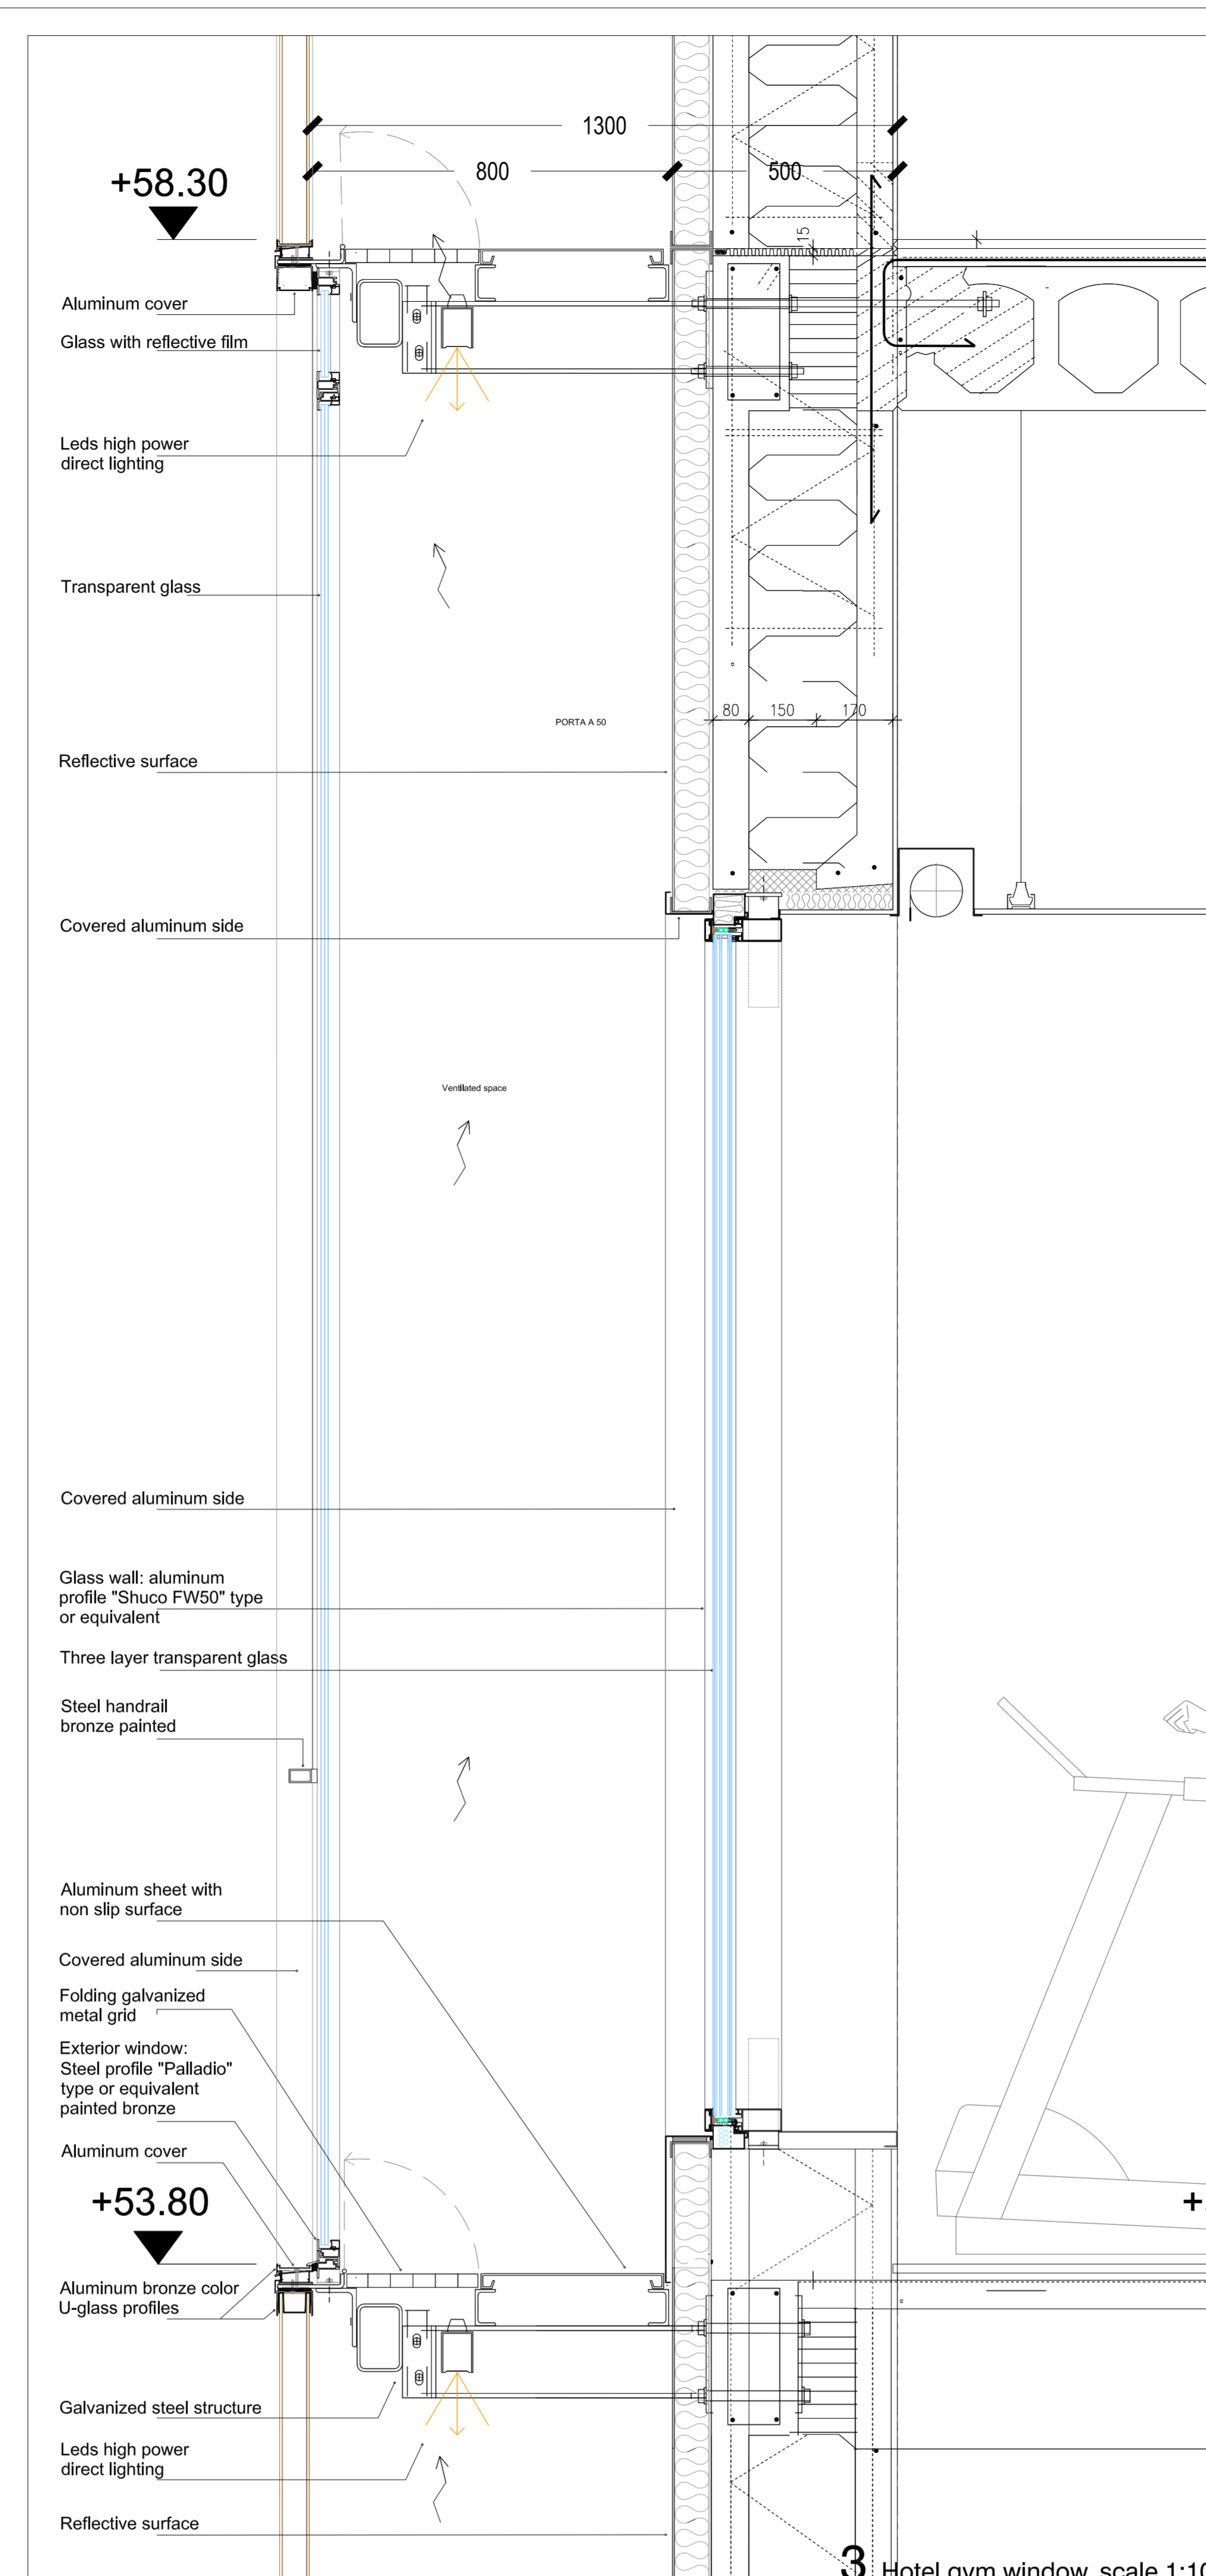 1300
800
500
+58.30
15
Aluminum cover
Glass with reflective film
Leds high power
direct lighting
Transparent glass
80
150
170
PORTA A 50
Reflective surface
Covered aluminum side
Ventilated space
Covered aluminum side
Glass wall: aluminum
profile "Shuco FW50" type
or equivalent
Three layer transparent glass
Steel handrail
bronze painted
Aluminum sheet with
non slip surface
Covered aluminum side
Folding galvanized
metal grid
Exterior window:
Steel profile "Palladio"
type or equivalent
painted bronze
Aluminum cover
+53.80
Aluminum bronze color
U-glass profiles
Galvanized steel structure
Leds high power
direct lighting
Reflective surface
3 Hotel gym window, scale 1:10